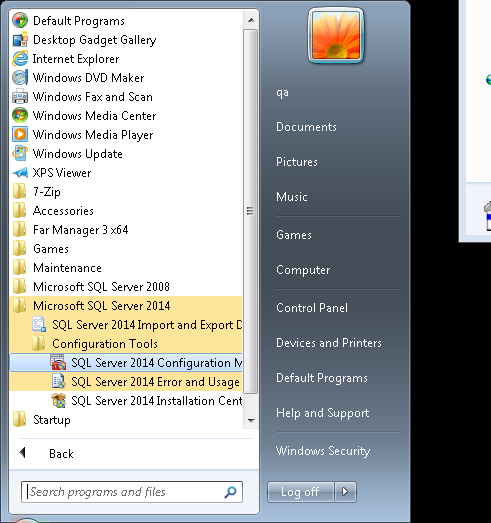 Default Programs
Desktop Gadget Gallery
Internet Explorer
Windows DVD Maker
Windows Fax and Scan
Windows Media Center
Windows Media Player
Windows Update
XPS Viewer
7-Zip
Accessories
Far Manager 3 x64
Games
Maintenance
Microsoft SQL Server 2008
Microsoft SQL Server 2014
SQL Server 2014 Import and Export D
Configuration Tools
SQL Server 2014 Configuration M
SQL Server 2014 Error and Usage
SQL Server 2014 Installation Cent
Startup
Back
Search programs and files
qa
Documents
Pictures
Music
Games
Computer
Control Panel
Devices and Printers
Default Programs
Help and Support
Windows Security
Log off